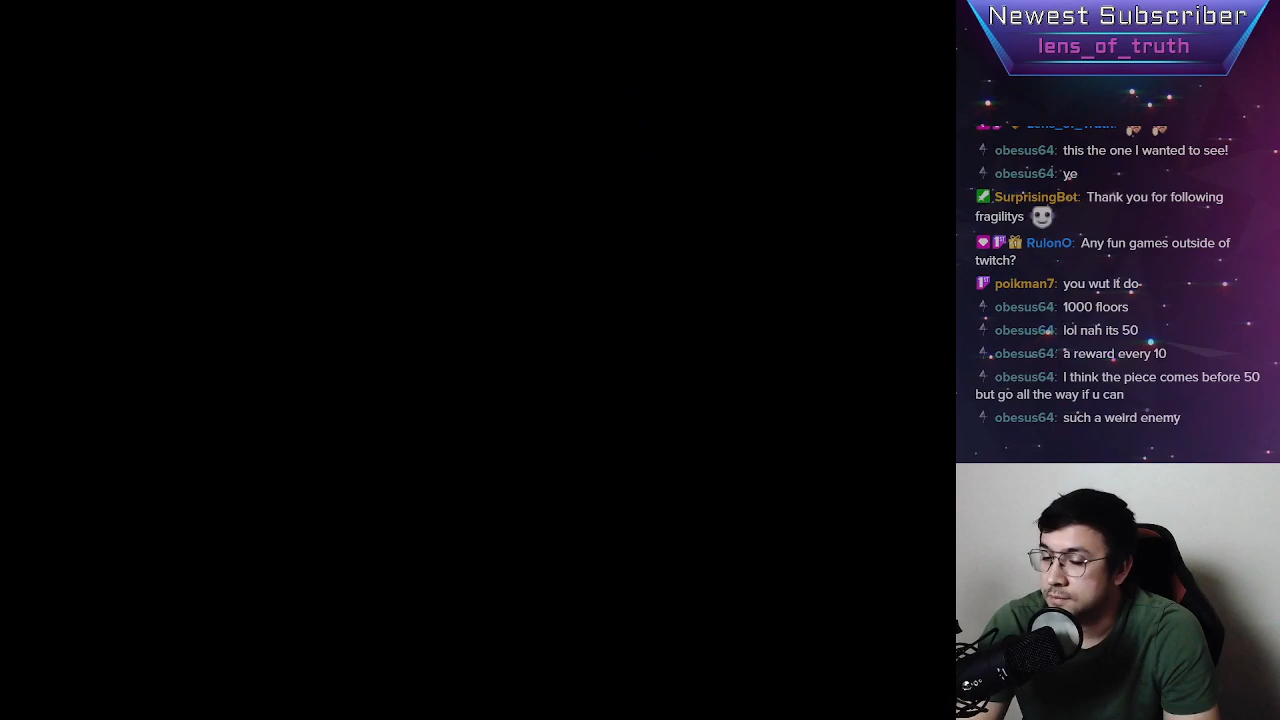 Newest Subscriber
lens_of_truth
obesus64: this the one I wanted to see!
obesus64: ye
SurprisingBot: Thank you for following
fragilitys
1ST RulonO: Any fun games outside of
twitch?
1ST polkman7: you wut it do
obesus64: 1000 floors
obesus64: lol nah its 50
obesus64: a reward every 10
obesus64: I think the piece comes before 50
but go all the way if u can
obesus64: such a weird enemy